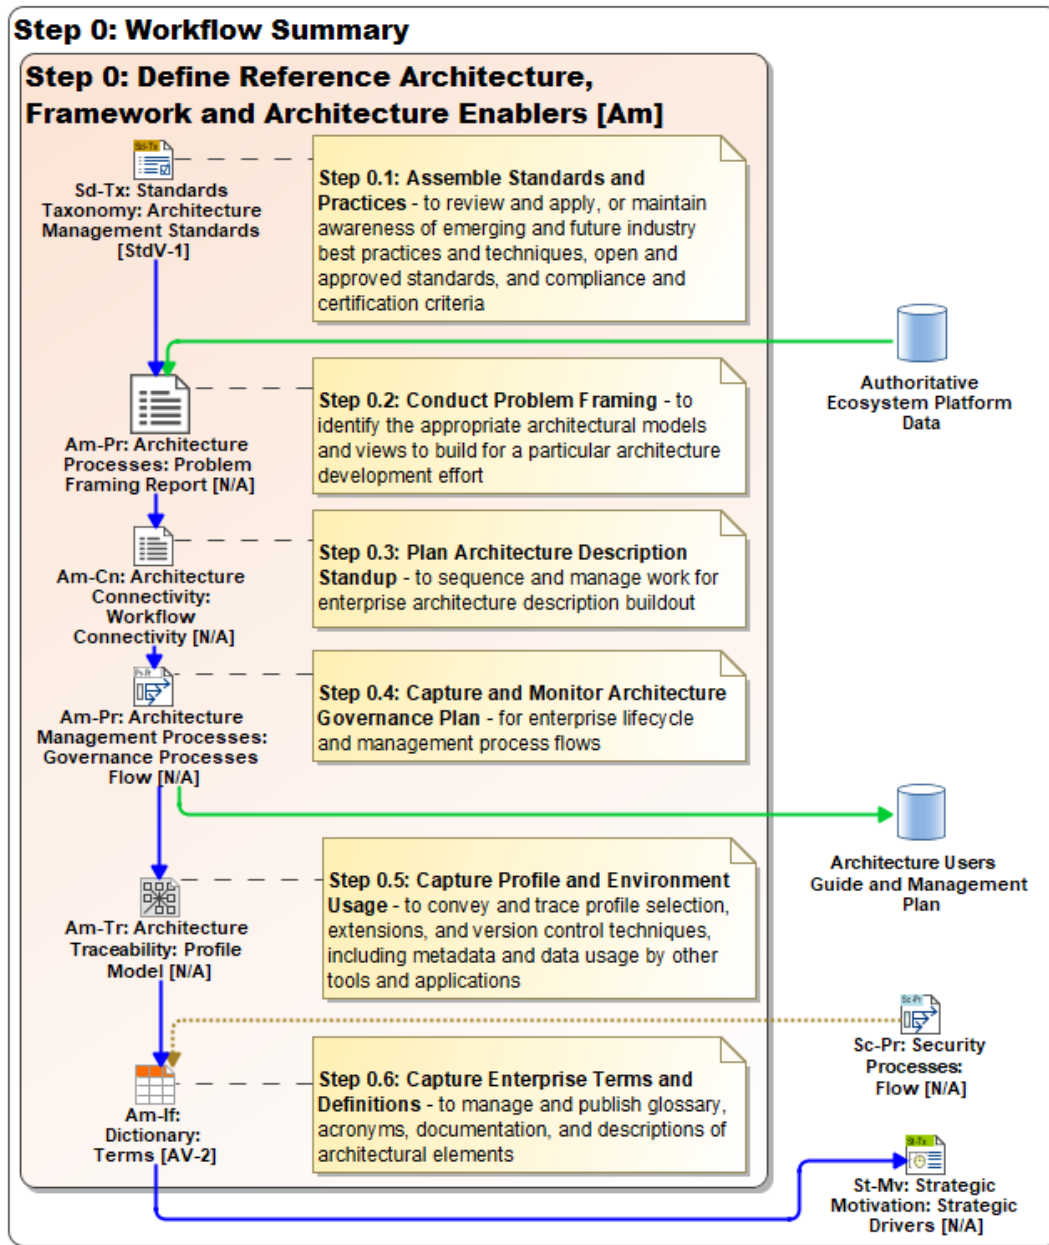 Step 0: Workflow Summary
Step 0: Define Reference Architecture,
Framework and Architecture Enablers [Am]
Sd-Tx
Sd-Tx: Standards
Taxonomy: Architecture
Management Standards
[StdV-1]
Step 0.1: Assemble Standards and
Practices - to review and apply, or maintain
awareness of emerging and future industry
best practices and techniques, open and
approved standards, and compliance and
certification criteria
Authoritative
Ecosystem Platform
Data
Am-Pr: Architecture
Processes: Problem
Framing Report [N/A]
Step 0.2: Conduct Problem Framing - to
identify the appropriate architectural models
and views to build for a particular architecture
development effort
Am-Cn: Architecture
Connectivity:
Workflow
Connectivity [N/A]
Step 0.3: Plan Architecture Description
Standup - to sequence and manage work for
enterprise architecture description buildout
Am-Pr: Architecture
Management Processes:
Governance Processes
Flow [N/A]
Step 0.4: Capture and Monitor Architecture
Governance Plan - for enterprise lifecycle
and management process flows
Architecture Users
Guide and Management
Plan
Am-Tr: Architecture
Traceability: Profile
Model [N/A]
Step 0.5: Capture Profile and Environment
Usage - to convey and trace profile selection,
extensions, and version control techniques,
including metadata and data usage by other
tools and applications
Sc-Pr
Sc-Pr: Security
Processes:
Flow [N/A]
Am-If:
Dictionary:
Terms [AV-2]
Step 0.6: Capture Enterprise Terms and
Definitions - to manage and publish glossary,
acronyms, documentation, and descriptions of
architectural elements
St-Tx
St-Mv: Strategic
Motivation: Strategic
Drivers [N/A]